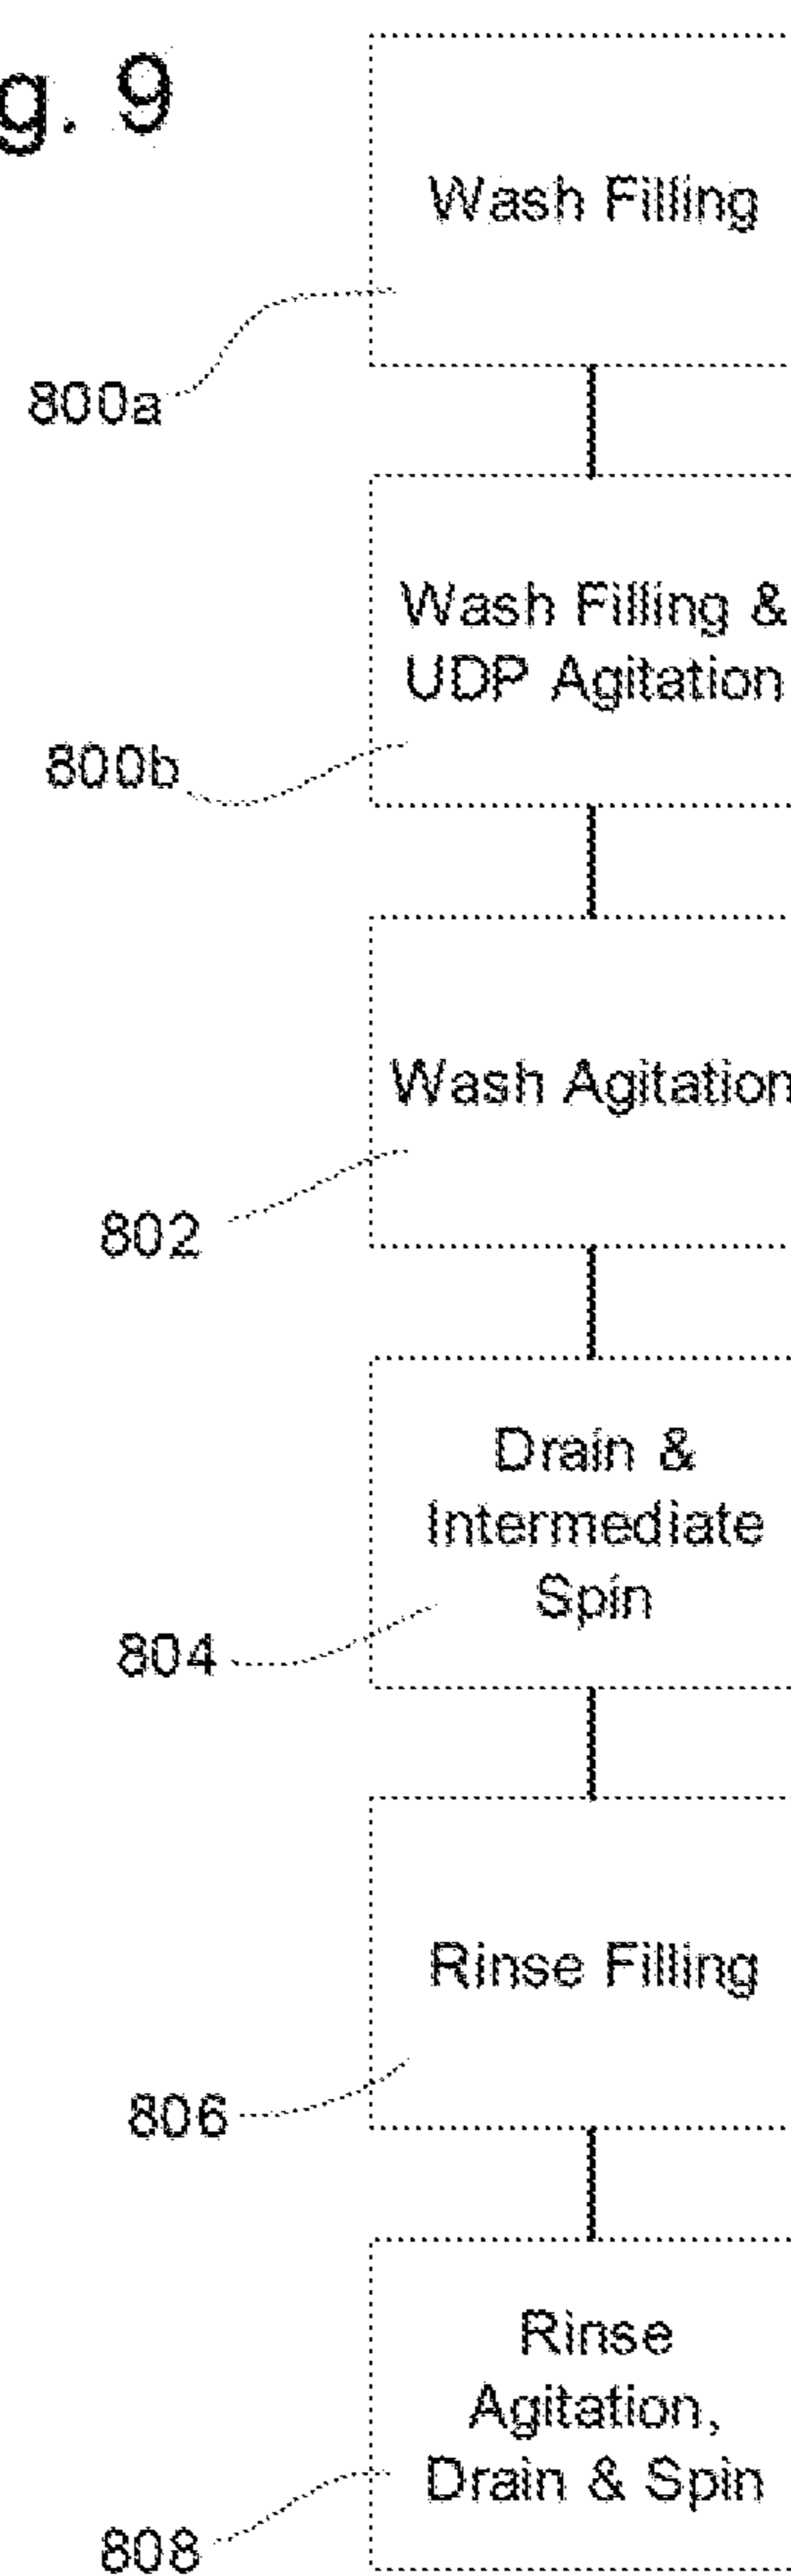 g. 9
Wash Filling
800a
Wash Filling &
UDP Agitation
800b
Wash Agitation
802
Drain &
Intermediate
Spin
804
Rinse Filling
806
Rinse
Agitation,
Drain & Spin
808